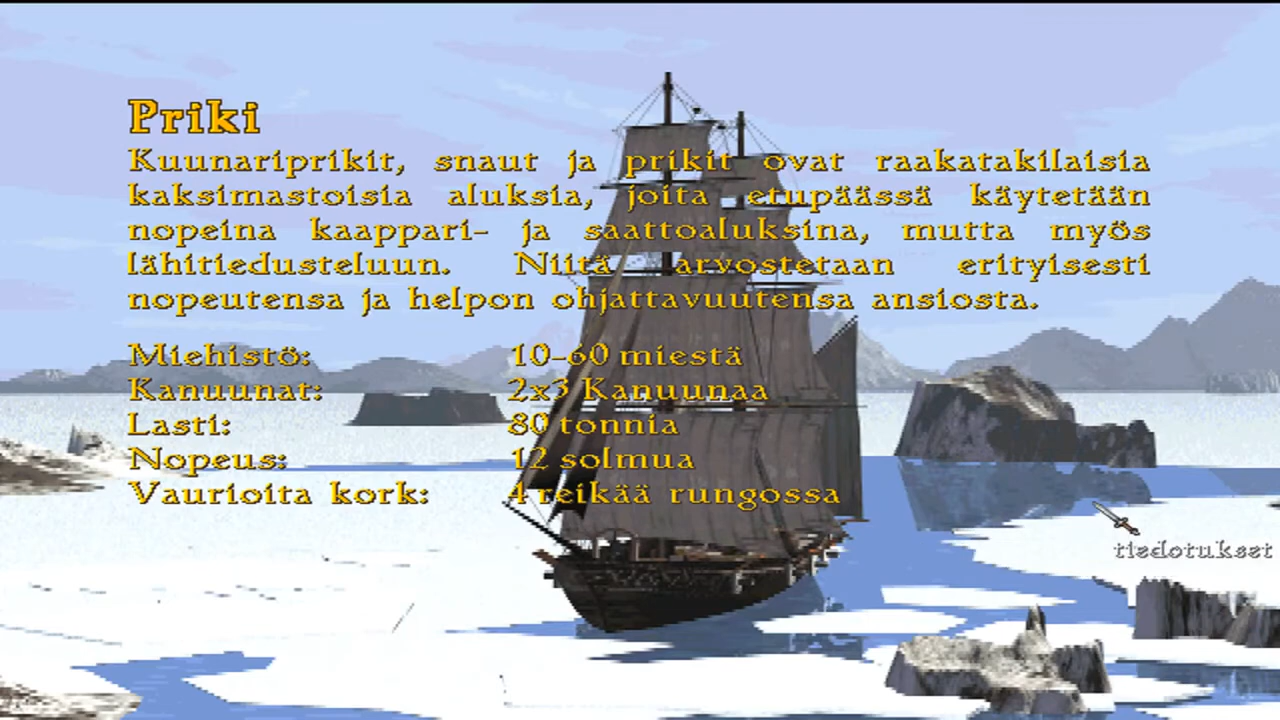 Priki
Kuunariprikit, snaut ja prikit ovat raakatakilaisia
kaksimastoisia aluksia, joita etupäässä käytetään
nopeina kaappari- ja saattoaluksina, mutta myös
lähitiedusteluun. Niitä arvostetaan erityisesti
nopeutensa ja helpon ohjattavuutensa ansiosta.
Miehistö: 10-60 miestä
Kanuunat: 2x3 Kanuunaa
Lasti: 80 tonnia
Nopeus: 12 solmua
Vaurioita kork: 4 reikää rungossa
tiedotukset